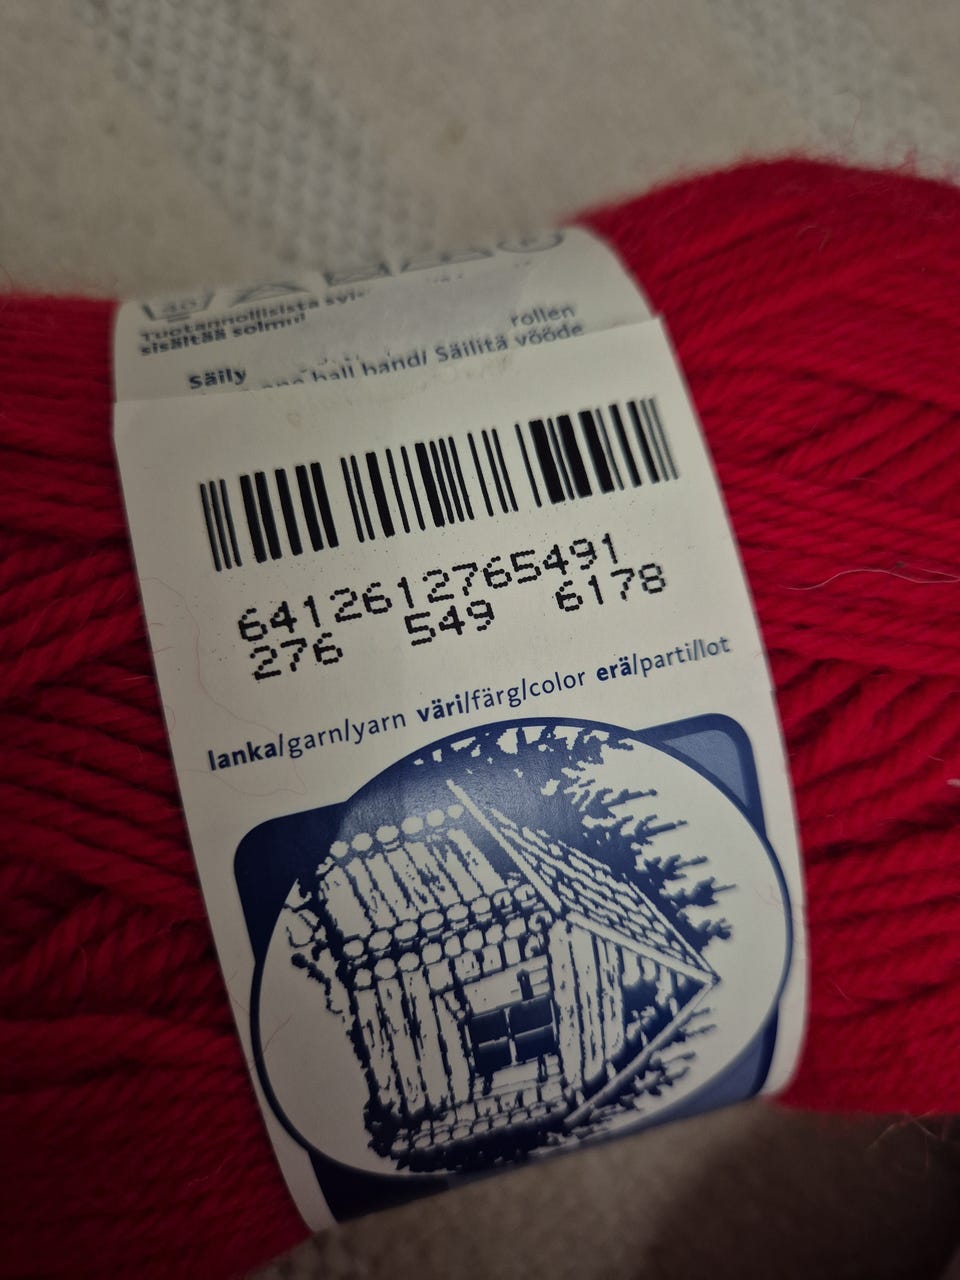 40
Tuotannollisista
sisältää solmu
rollen
Säily
ball band/ Säilitä vööde
6412612765491
276 549 6178
lanka/garn/yarn väri/färg/color erä/parti/lot